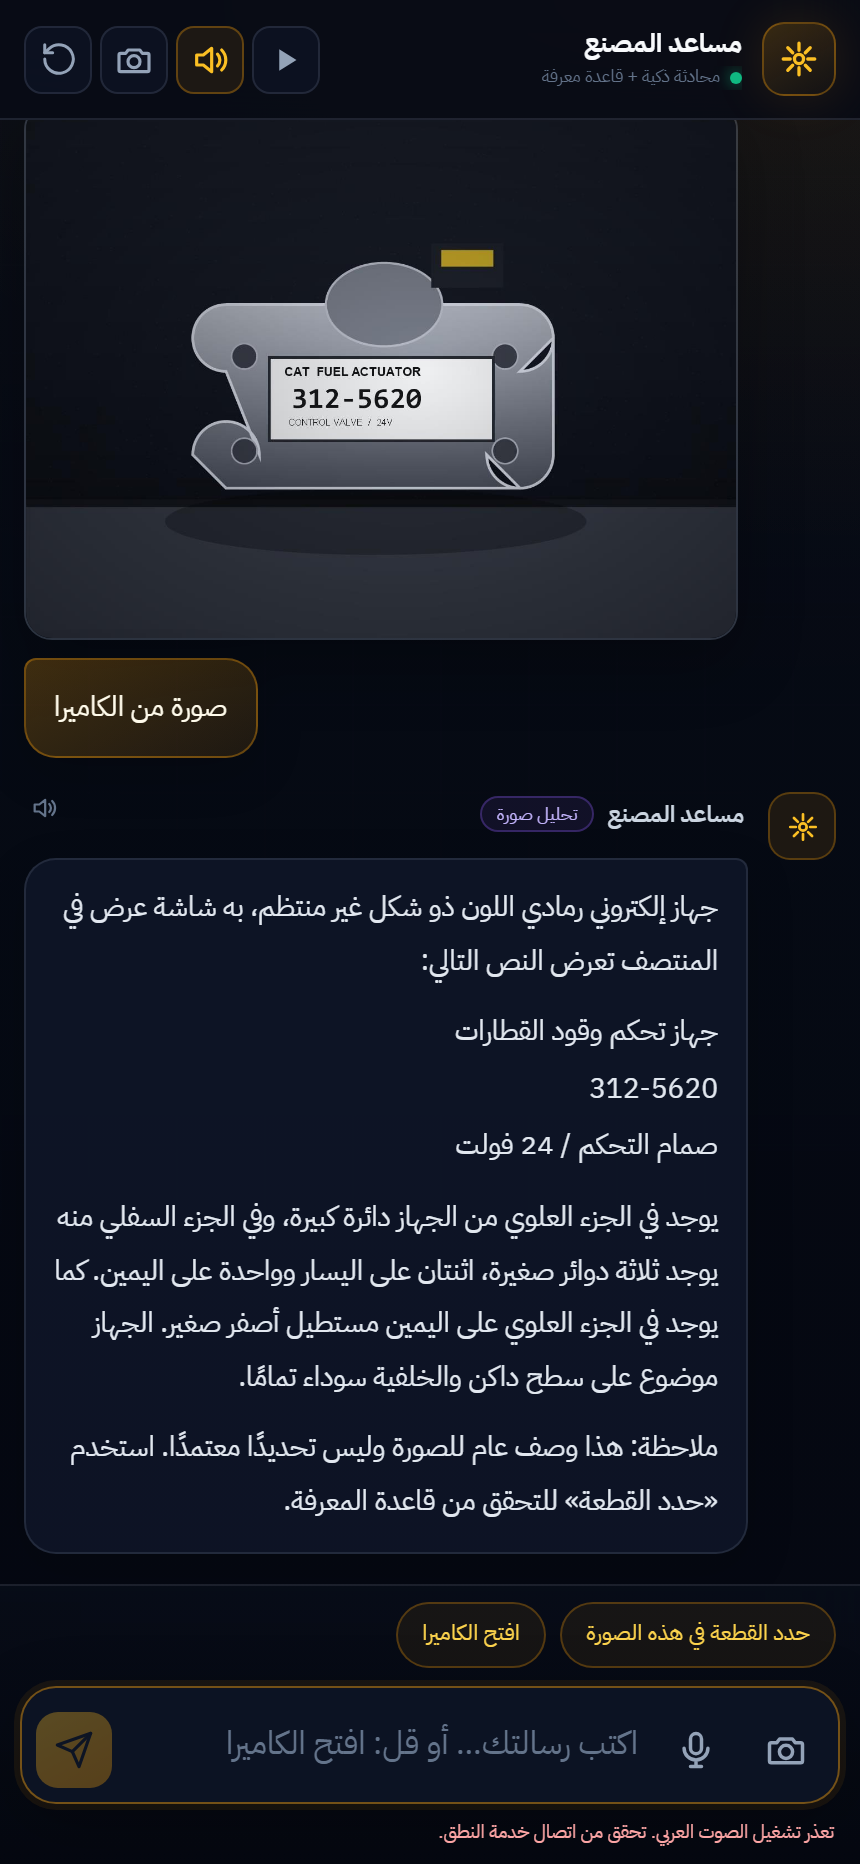 مساعد المصنع
محادثة ذكية + قاعدة معرفة
CAT FUEL ACTUATOR
312-5620
CONTROL VALVE / 24V
صورة من الكاميرا
مساعد المصنع
تحليل صورة
جهاز إلكتروني رمادي اللون ذو شكل غير منتظم، به شاشة عرض في
المنتصف تعرض النص التالي:
جهاز تحكم وقود القطارات
312-5620
صمام التحكم / 24 فولت
يوجد في الجزء العلوي من الجهاز دائرة كبيرة، وفي الجزء السفلي منه
يوجد ثلاثة دوائر صغيرة، اثنتان على اليسار وواحدة على اليمين. كما
يوجد في الجزء العلوي على اليمين مستطيل أصفر صغير. الجهاز
موضوع على سطح داكن والخلفية سوداء تمامًا.
ملاحظة: هذا وصف عام للصورة وليس تحديدًا معتمدًا. استخدم
«حدد القطعة» للتحقق من قاعدة المعرفة.
حدد القطعة في هذه الصورة
افتح الكاميرا
اكتب رسالتك... أو قل: افتح الكاميرا
تعذر تشغيل الصوت العربي. تحقق من اتصال خدمة النطق.